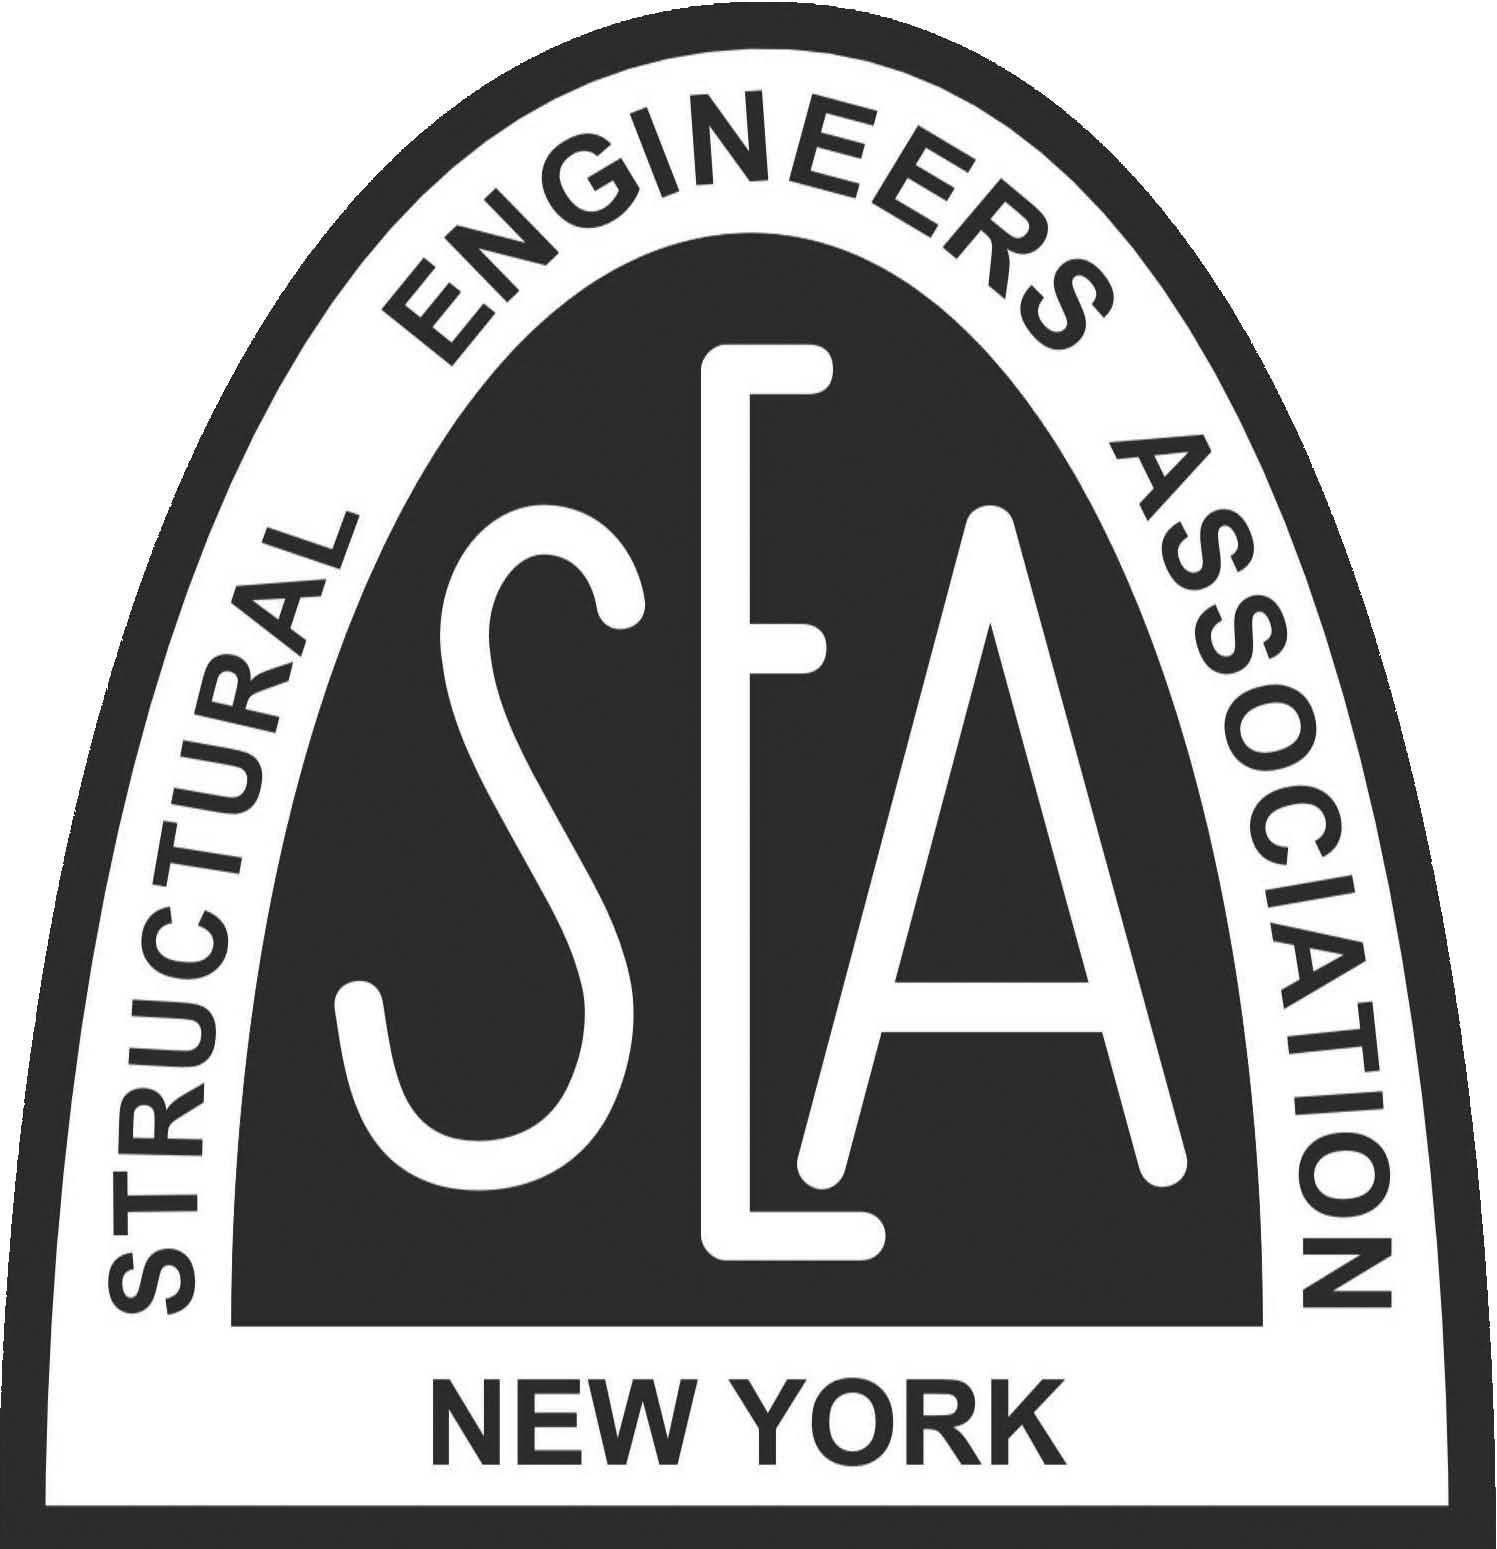 STRUCTURAL ENGINEERS ASSOCIATION
SEA
NEW YORK